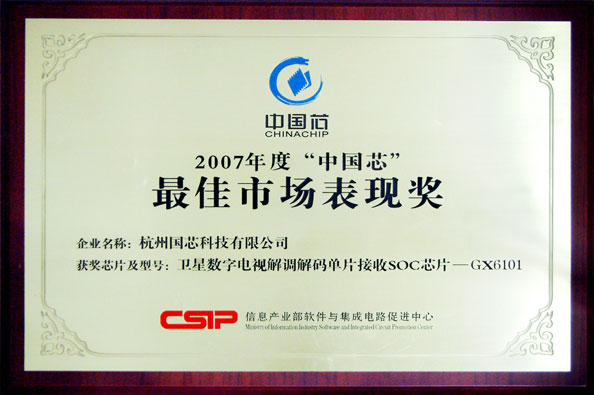 中国芯
CHINACHIP
2007年度“中国芯”
最佳市场表现奖
企业名称：杭州国芯科技有限公司
获奖芯片及型号：卫星数字电视解调解码单片接收SOC芯片—GX6101
CSIP 信息产业部软件与集成电路促进中心
Ministry of Information Industry Software and Integrated Circuit Promotion Center